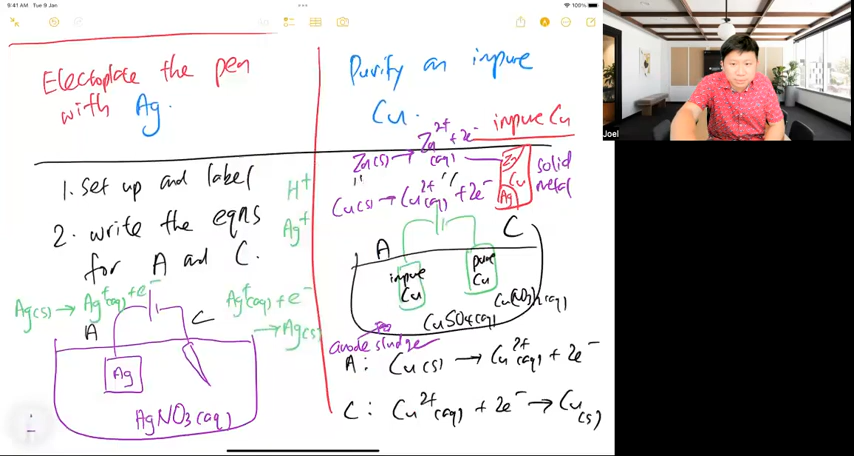 9:41 AM Tue 9 Jan
100%
Electroplate the pen
with Ag.
1. Set up and label
2. write the eqns
for A and C.
H+
Ag+
Ag(s) → Ag+(aq) + e-
Ag+(aq) + e-
→ Ag(s)
A
C
Ag
AgNO3(aq)
Purify an impure
Cu.
impure Cu
Zn(s) → Zn2+(aq) + 2e-
Cu(s) → Cu2+(aq) + 2e-
Zn
Cu
Ag
solid
metal
A
C
impure
Cu
pure
Cu
Cu(NO3)2(aq)
CuSO4(aq)
anode sludge
A: Cu(s) → Cu2+(aq) + 2e-
C: Cu2+(aq) + 2e- → Cu(s)
Joel